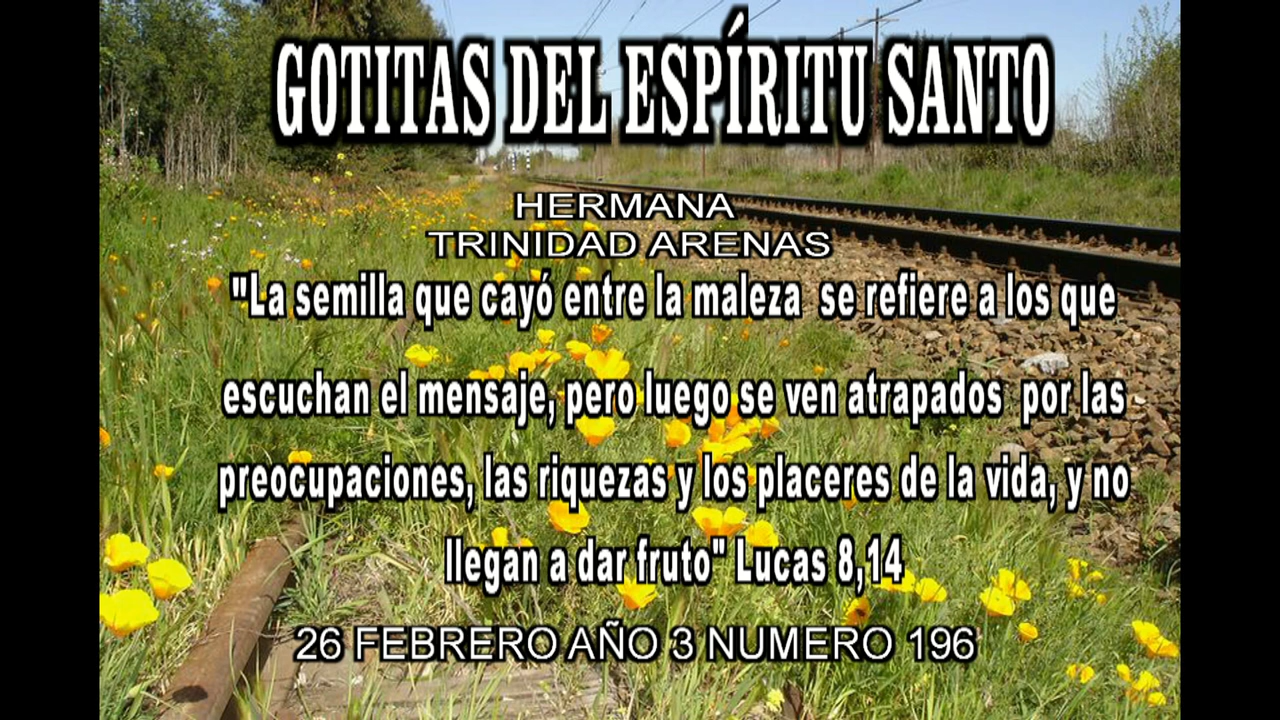 GOTITAS DEL ESPÍRITU SANTO
HERMANA
TRINIDAD ARENAS
"La semilla que cayó entre la maleza se refiere a los que
escuchan el mensaje, pero luego se ven atrapados por las
preocupaciones, las riquezas y los placeres de la vida, y no
llegan a dar fruto" Lucas 8,14
26 FEBRERO AÑO 3 NUMERO 196